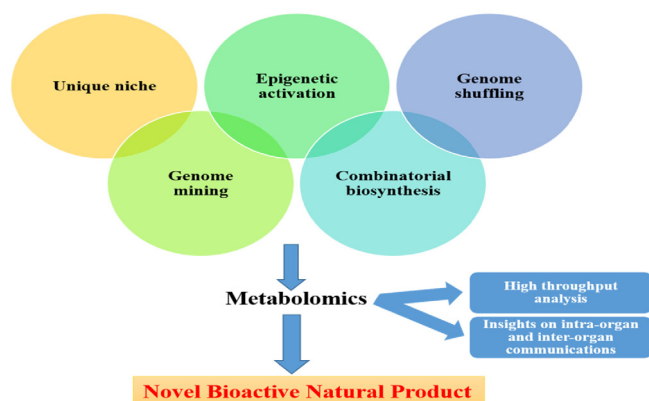 Unique niche
Epigenetic
activation
Genome
shuffling
Genome
mining
Combinatorial
biosynthesis
Metabolomics
High throughput
analysis
Insights on intra-organ
and inter-organ
communications
Novel Bioactive Natural Product